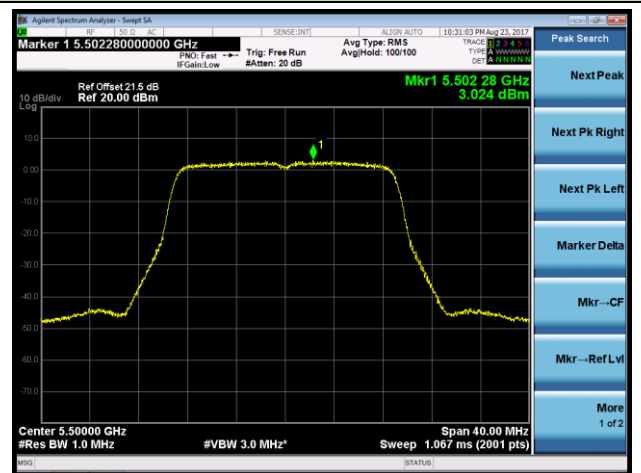 Agilent Spectrum Analyzer - Swept SA
RF 50 Ω AC SENSE:INT ALIGN AUTO 10:31:03 PM Aug 23, 2017
Marker 1 5.502280000000 GHz
PNO: Fast
IFGain:Low
Trig: Free Run
#Atten: 20 dB
Avg Type: RMS
Avg|Hold: 100/100
TRACE 1 2 3 4 5 6
TYPE A WWWWW
DET A N N N N N
Peak Search
Mkr1 5.502 28 GHz
3.024 dBm
Ref Offset 21.5 dB
10 dB/div Ref 20.00 dBm
Log
1
10.0
0.00
-10.0
-20.0
-30.0
-40.0
-50.0
-60.0
-70.0
Next Peak
Next Pk Right
Next Pk Left
Marker Delta
Mkr→CF
Mkr→Ref Lvl
More
1 of 2
Center 5.50000 GHz Span 40.00 MHz
#Res BW 1.0 MHz #VBW 3.0 MHz* Sweep 1.067 ms (2001 pts)
MSG STATUS